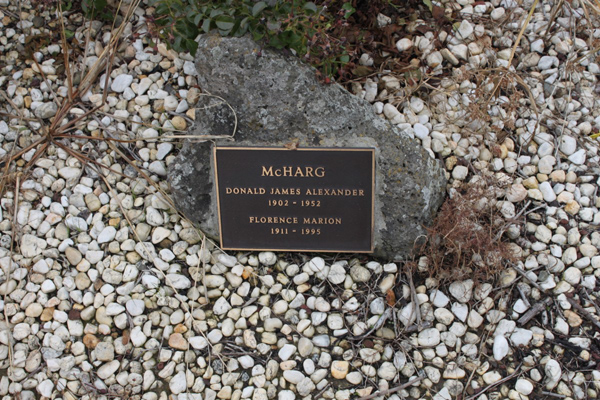 McHARG
DONALD JAMES ALEXANDER
1902 - 1952
FLORENCE MARION
1911 - 1995